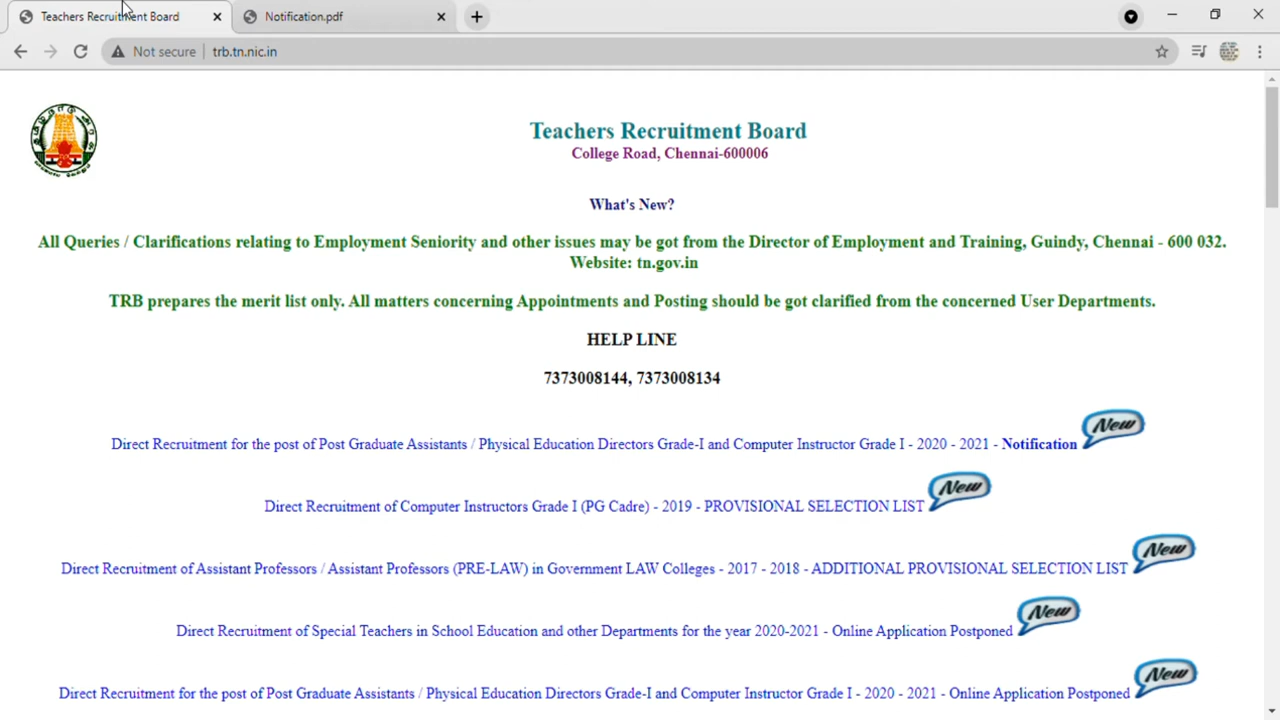 Teachers Recruitment Board
Notification.pdf
Not secure
trb.tn.nic.in
Teachers Recruitment Board
College Road, Chennai-600006
What's New?
All Queries / Clarifications relating to Employment Seniority and other issues may be got from the Director of Employment and Training, Guindy, Chennai - 600 032.
Website: tn.gov.in
TRB prepares the merit list only. All matters concerning Appointments and Posting should be got clarified from the concerned User Departments.
HELP LINE
7373008144, 7373008134
Direct Recruitment for the post of Post Graduate Assistants / Physical Education Directors Grade-I and Computer Instructor Grade I - 2020 - 2021 - Notification New
Direct Recruitment of Computer Instructors Grade I (PG Cadre) - 2019 - PROVISIONAL SELECTION LIST New
Direct Recruitment of Assistant Professors / Assistant Professors (PRE-LAW) in Government LAW Colleges - 2017 - 2018 - ADDITIONAL PROVISIONAL SELECTION LIST New
Direct Recruitment of Special Teachers in School Education and other Departments for the year 2020-2021 - Online Application Postponed New
Direct Recruitment for the post of Post Graduate Assistants / Physical Education Directors Grade-I and Computer Instructor Grade I - 2020 - 2021 - Online Application Postponed New